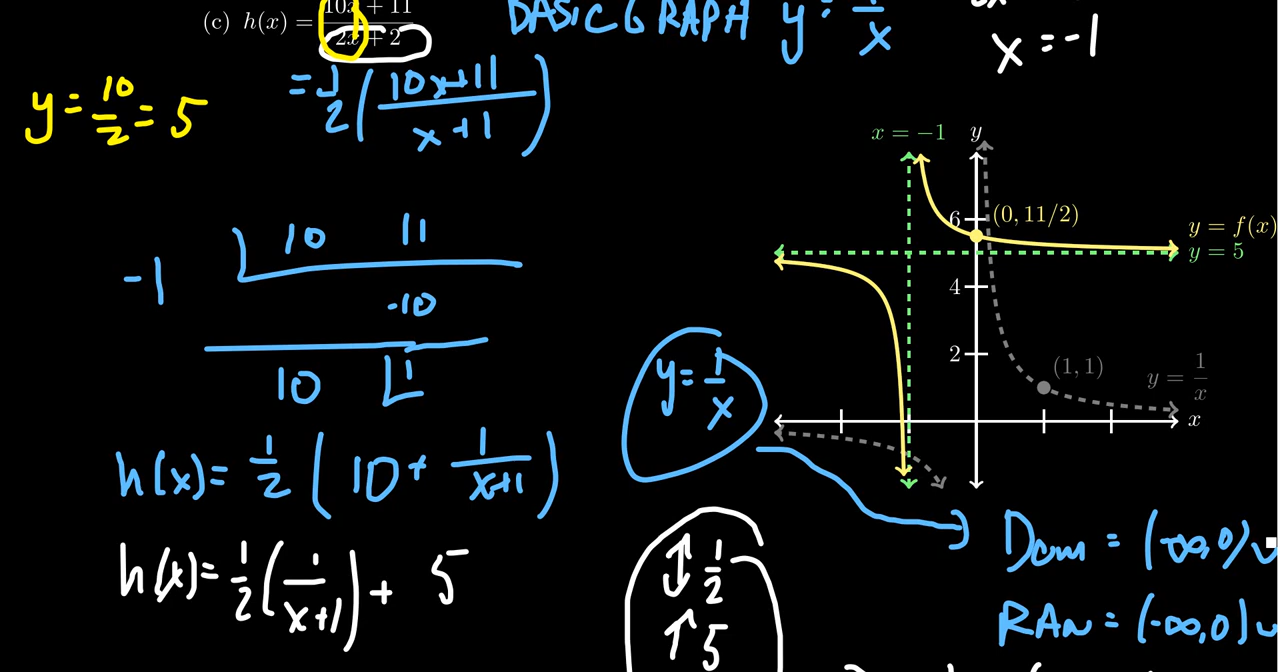 (c) h(x) = 10x + 11 / 2x + 2
BASIC GRAPH y = 1/x
x = -1
= 1/2 (10x+11 / x+1)
y = 10/2 = 5
-1 10 11
-10
10 1
h(x) = 1/2 (10 + 1/x+1)
h(x) = 1/2 (1/x+1) + 5
y = 1/x
↕ 1/2
↑ 5
x = −1
y
6
(0, 11/2)
y = f(x)
y = 5
4
2
(1, 1)
y = 1/x
x
Dom = (-∞,0) ∪
RAN = (-∞,0) ∪